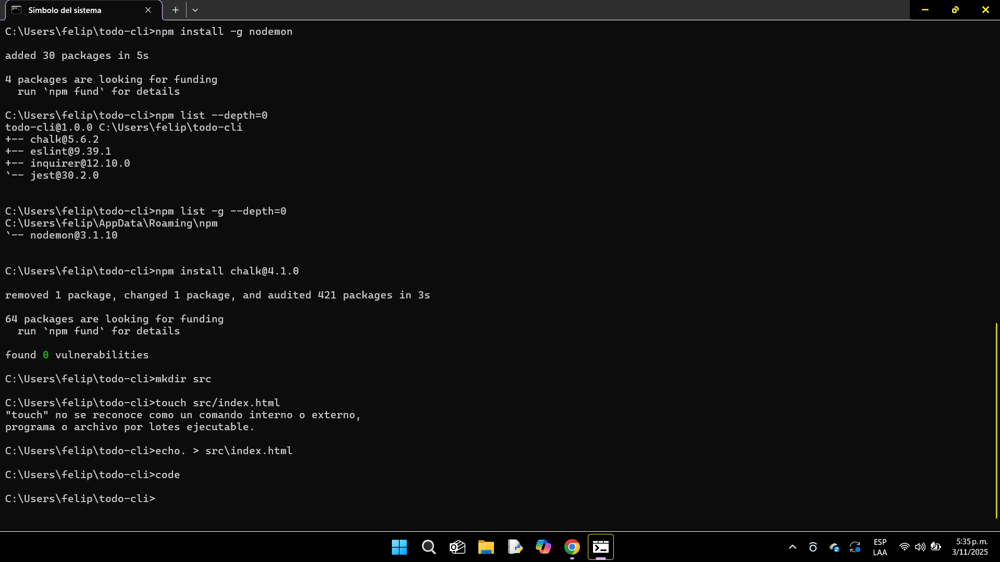 Símbolo del sistema
C:\Users\felip\todo-cli>npm install -g nodemon
added 30 packages in 5s
4 packages are looking for funding
  run `npm fund` for details
C:\Users\felip\todo-cli>npm list --depth=0
todo-cli@1.0.0 C:\Users\felip\todo-cli
+-- chalk@5.6.2
+-- eslint@9.39.1
+-- inquirer@12.10.0
`-- jest@30.2.0
C:\Users\felip\todo-cli>npm list -g --depth=0
C:\Users\felip\AppData\Roaming\npm
`-- nodemon@3.1.10
C:\Users\felip\todo-cli>npm install chalk@4.1.0
removed 1 package, changed 1 package, and audited 421 packages in 3s
64 packages are looking for funding
  run `npm fund` for details
found 0 vulnerabilities
C:\Users\felip\todo-cli>mkdir src
C:\Users\felip\todo-cli>touch src/index.html
"touch" no se reconoce como un comando interno o externo,
programa o archivo por lotes ejecutable.
C:\Users\felip\todo-cli>echo. > src\index.html
C:\Users\felip\todo-cli>code
C:\Users\felip\todo-cli>
ESP
LAA
5:35 p. m.
3/11/2025